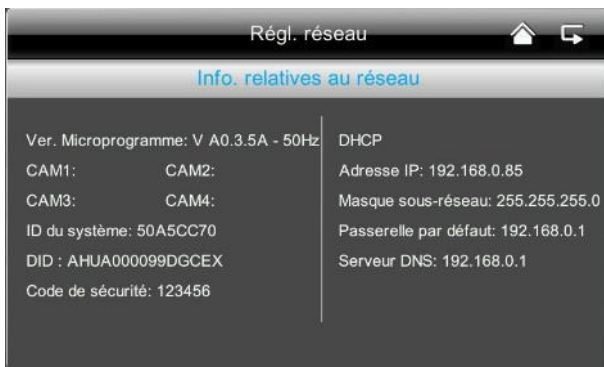 Régl. réseau
Info. relatives au réseau
Ver. Microprogramme: V A0.3.5A - 50Hz
CAM1: CAM2:
CAM3: CAM4:
ID du système: 50A5CC70
DID : AHUA000099DGCEX
Code de sécurité: 123456
DHCP
Adresse IP: 192.168.0.85
Masque sous-réseau: 255.255.255.0
Passerelle par défaut: 192.168.0.1
Serveur DNS: 192.168.0.1